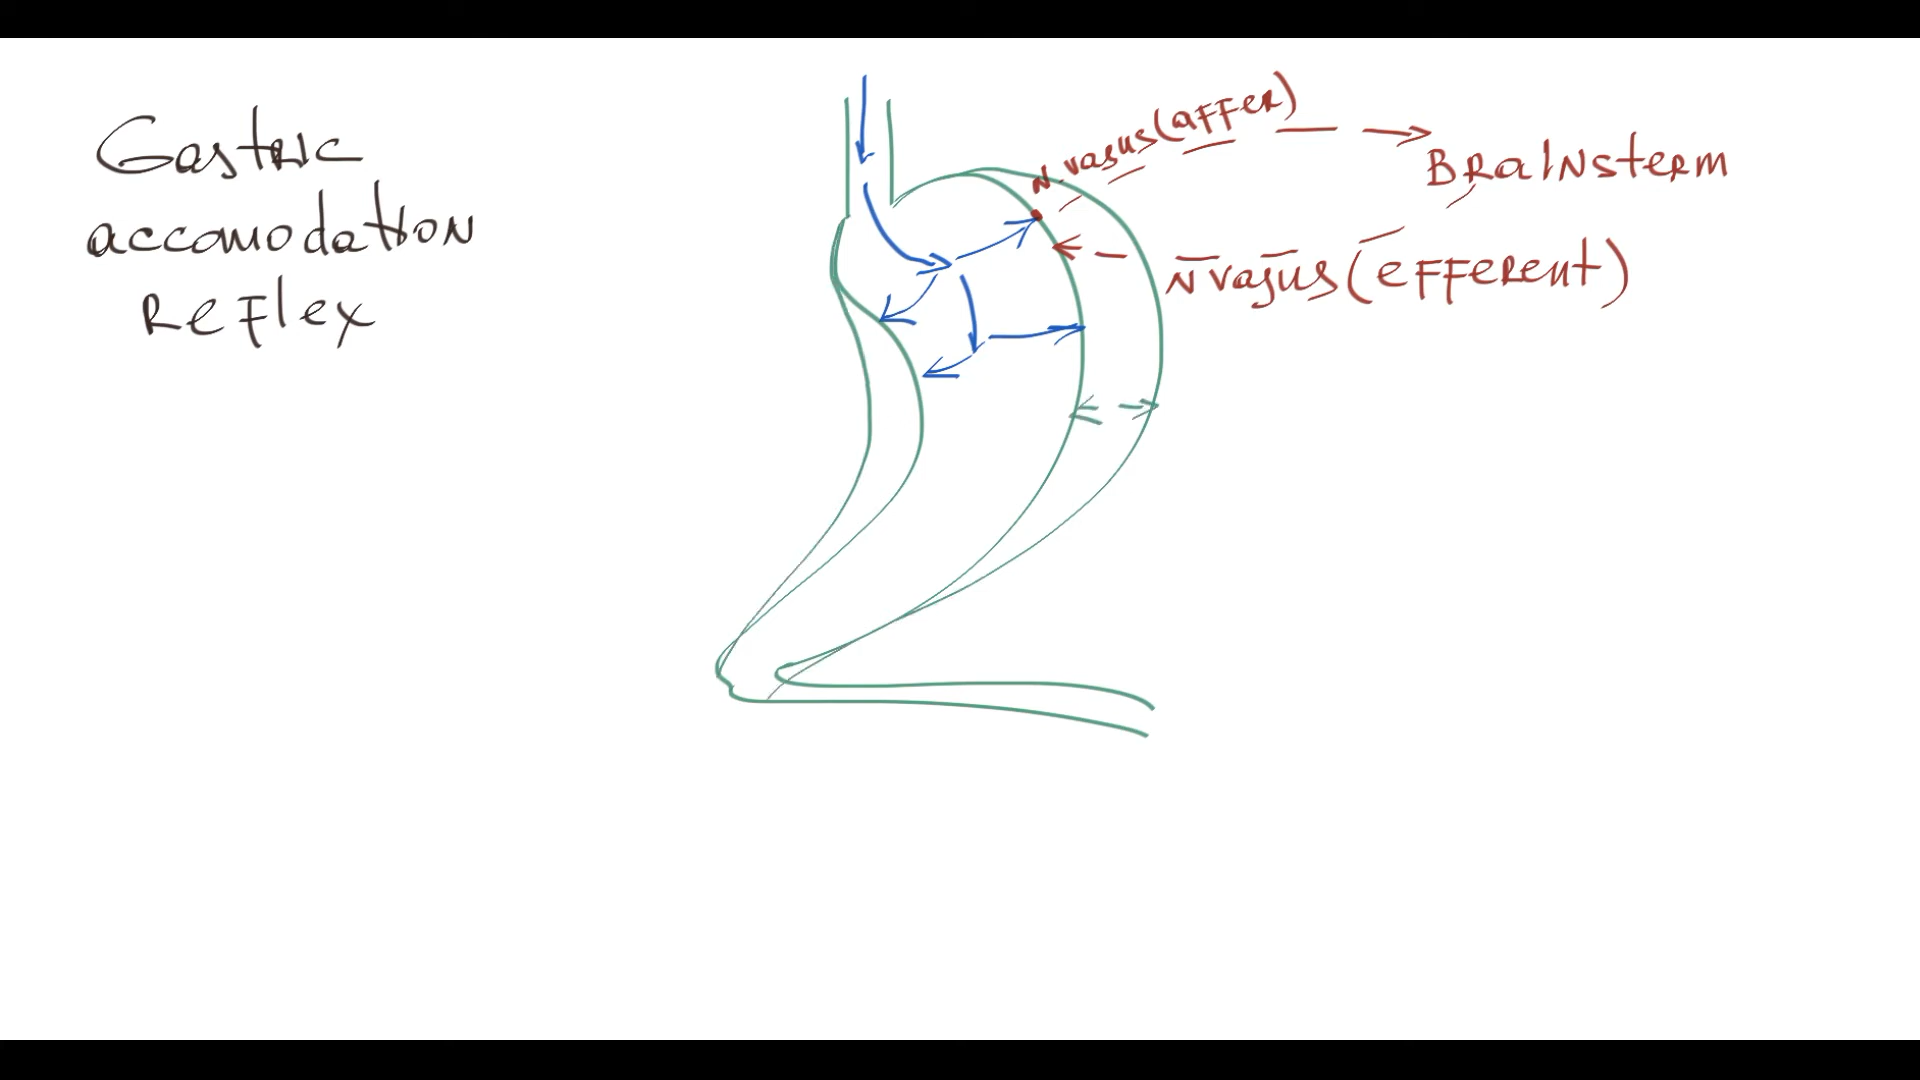 Gastric
accomodation
Reflex
N.vagus(affer)
Brainsterm
N vagus(efferent)